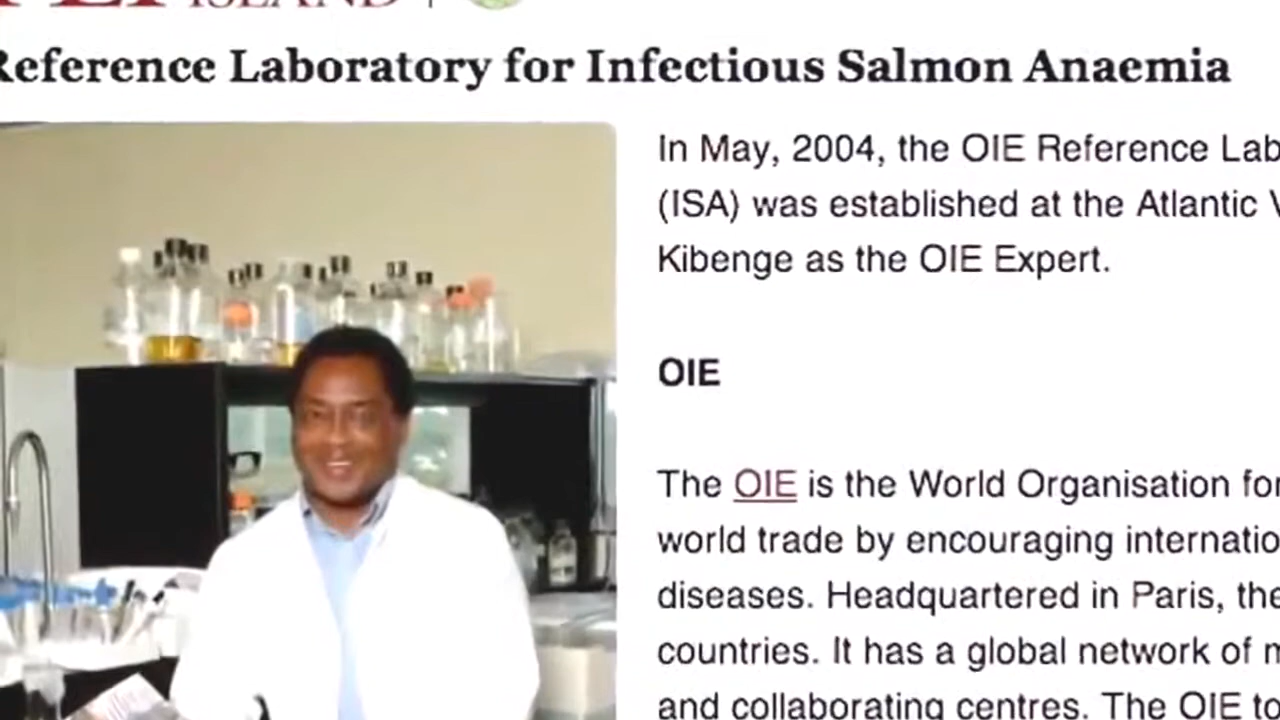 ISLAND
Reference Laboratory for Infectious Salmon Anaemia
In May, 2004, the OIE Reference Lab
(ISA) was established at the Atlantic V
Kibenge as the OIE Expert.
OIE
The OIE is the World Organisation for
world trade by encouraging internatio
diseases. Headquartered in Paris, the
countries. It has a global network of m
and collaborating centres. The OIE to